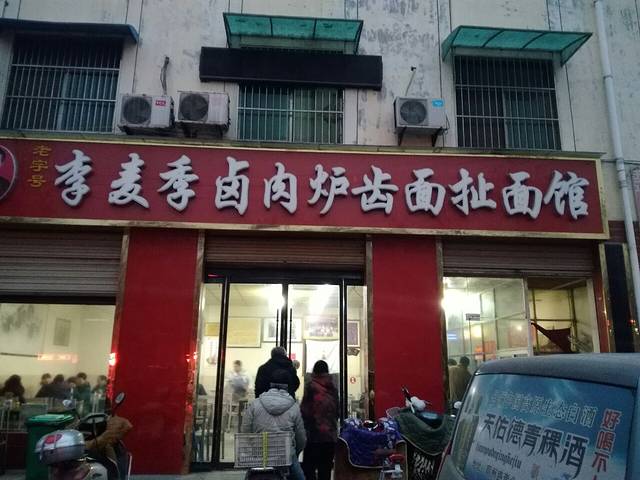 老字号
李麦季卤肉炉齿面扯面馆
天佑德青稞酒
好喝不